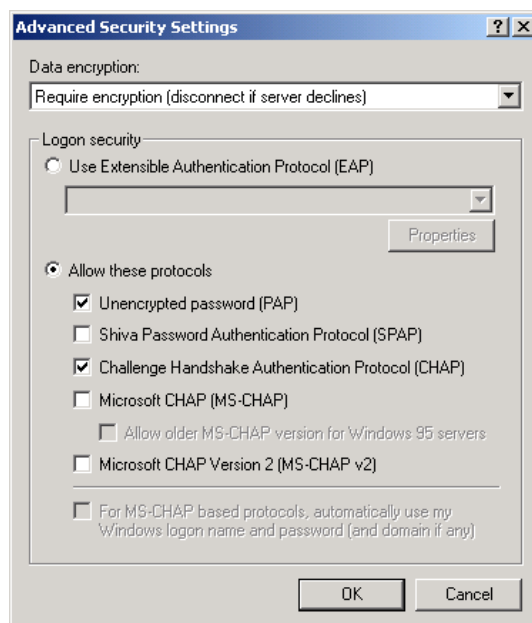 Advanced Security Settings
Data encryption:
Require encryption (disconnect if server declines)
Logon security
Use Extensible Authentication Protocol (EAP)
Properties
Allow these protocols
Unencrypted password (PAP)
Shiva Password Authentication Protocol (SPAP)
Challenge Handshake Authentication Protocol (CHAP)
Microsoft CHAP (MS-CHAP)
Allow older MS-CHAP version for Windows 95 servers
Microsoft CHAP Version 2 (MS-CHAP v2)
For MS-CHAP based protocols, automatically use my
Windows logon name and password (and domain if any)
OK Cancel